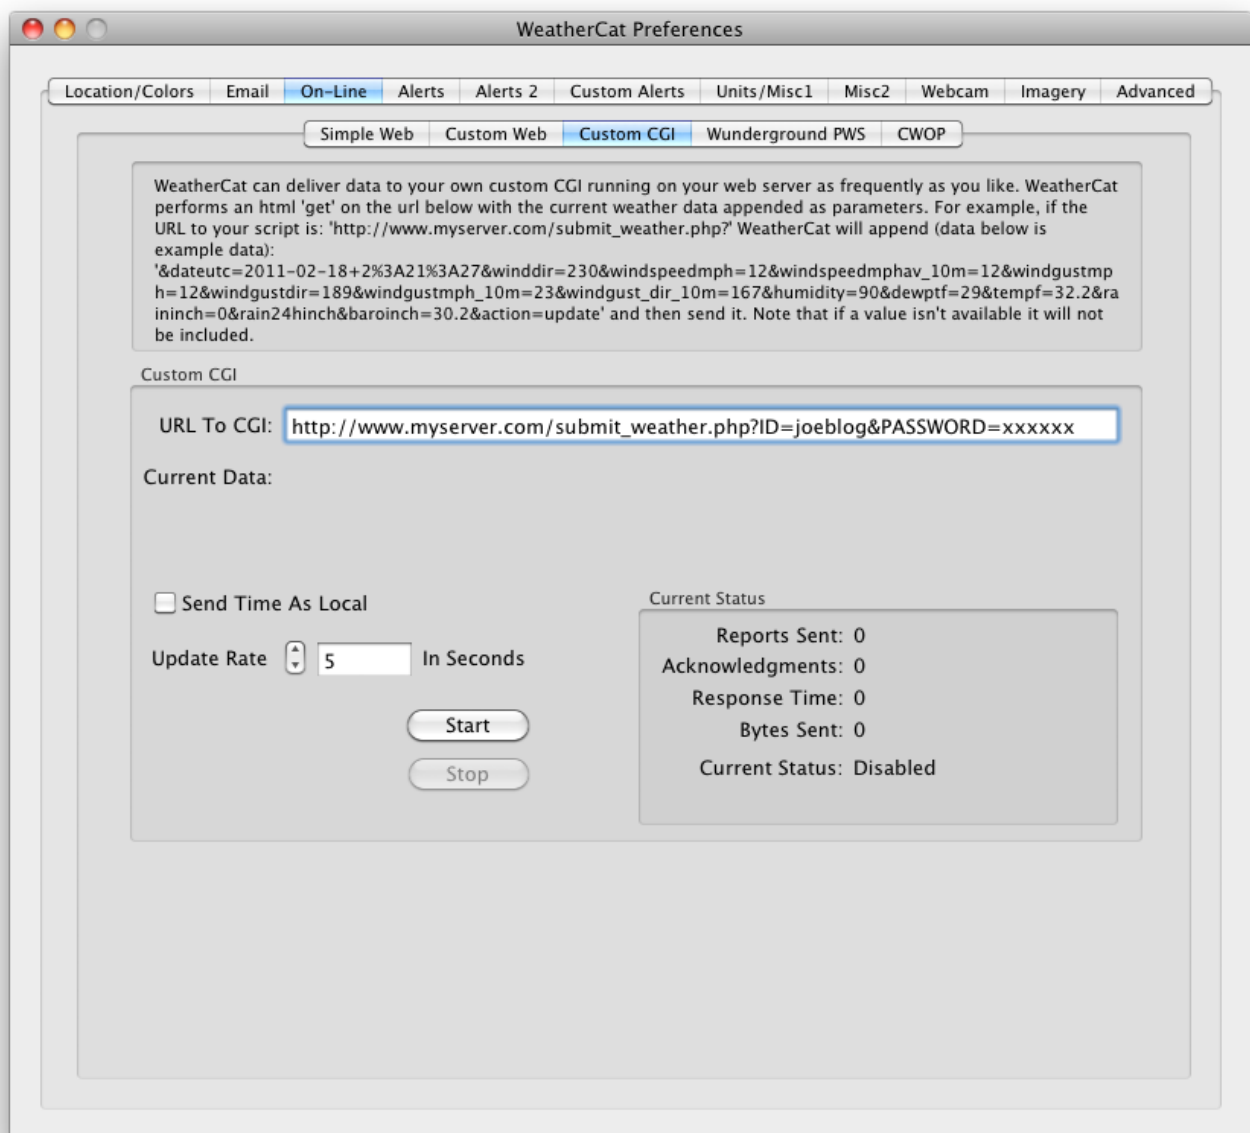 WeatherCat Preferences
Location/Colors Email On-Line Alerts Alerts 2 Custom Alerts Units/Misc1 Misc2 Webcam Imagery Advanced
Simple Web Custom Web Custom CGI Wunderground PWS CWOP
WeatherCat can deliver data to your own custom CGI running on your web server as frequently as you like. WeatherCat
performs an html 'get' on the url below with the current weather data appended as parameters. For example, if the
URL to your script is: 'http://www.myserver.com/submit_weather.php?' WeatherCat will append (data below is
example data):
'&dateutc=2011-02-18+2%3A21%3A27&winddir=230&windspeedmph=12&windspeedmphav_10m=12&windgustmp
h=12&windgustdir=189&windgustmph_10m=23&windgust_dir_10m=167&humidity=90&dewptf=29&tempf=32.2&ra
ininch=0&rain24hinch&baroinch=30.2&action=update' and then send it. Note that if a value isn't available it will not
be included.
Custom CGI
URL To CGI: http://www.myserver.com/submit_weather.php?ID=joeblog&PASSWORD=xxxxxx
Current Data:
Send Time As Local
Update Rate 5 In Seconds
Start
Stop
Current Status
Reports Sent: 0
Acknowledgments: 0
Response Time: 0
Bytes Sent: 0
Current Status: Disabled